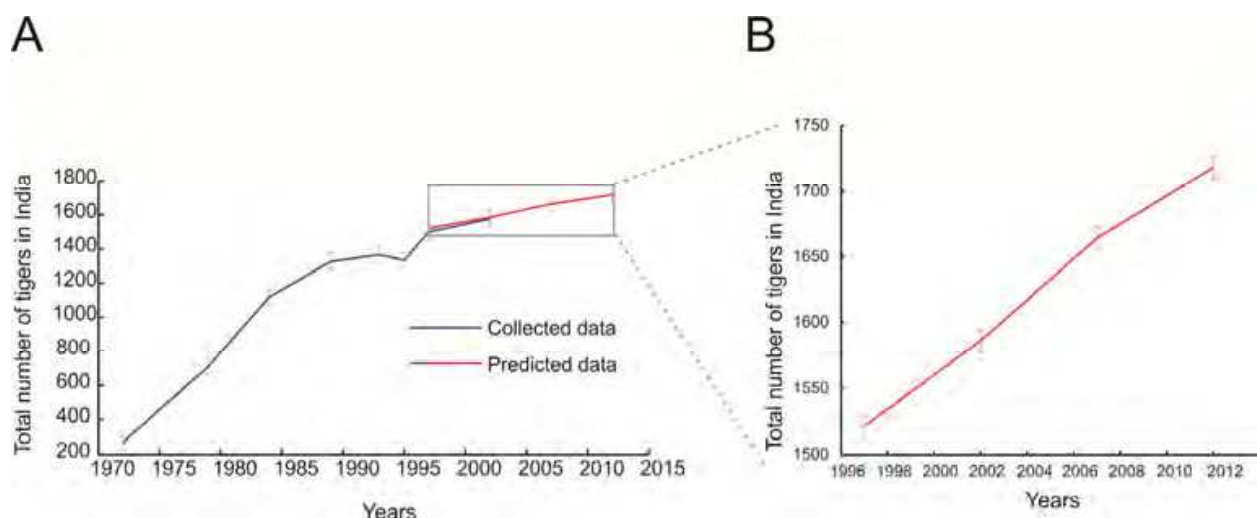 A
B
Total number of tigers in India
1800
1600
1400
1200
1000
800
600
400
200
1970 1975 1980 1985 1990 1995 2000 2005 2010 2015
Years
Collected data
Predicted data
Total number of tigers in India
1750
1700
1650
1600
1550
1500
1996 1998 2000 2002 2004 2006 2008 2010 2012
Years